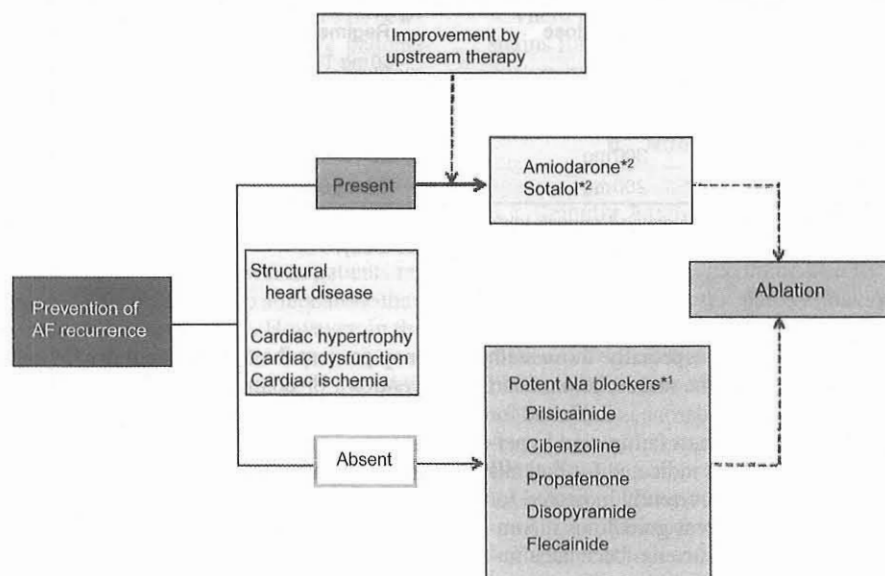 Improvement by
upstream therapy
Present
Amiodarone*2
Sotalol*2
Structural
heart disease
Cardiac hypertrophy
Cardiac dysfunction
Cardiac ischemia
Prevention of
AF recurrence
Ablation
Absent
Potent Na blockers*1
Pilsicainide
Cibenzoline
Propafenone
Disopyramide
Flecainide